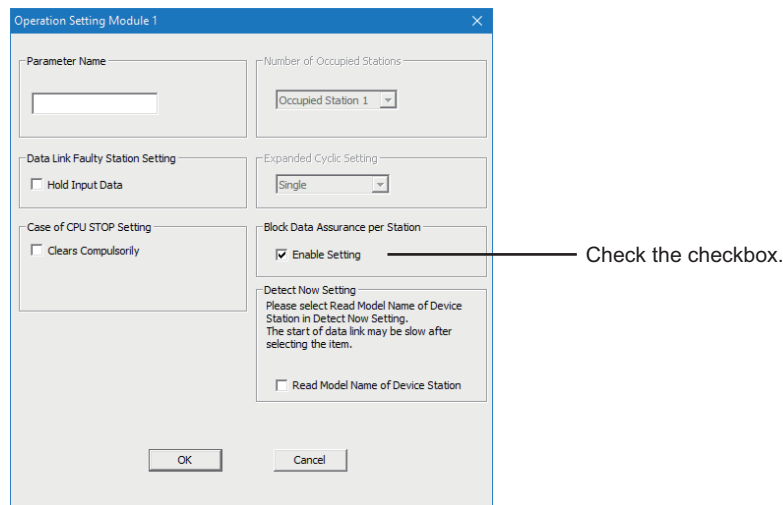 Operation Setting Module 1
Parameter Name
Number of Occupied Stations
Occupied Station 1
Data Link Faulty Station Setting
Hold Input Data
Expanded Cyclic Setting
Single
Case of CPU STOP Setting
Clears Compulsorily
Block Data Assurance per Station
Enable Setting
Check the checkbox.
Detect Now Setting
Please select Read Model Name of Device
Station in Detect Now Setting.
The start of data link may be slow after
selecting the item.
Read Model Name of Device Station
OK
Cancel